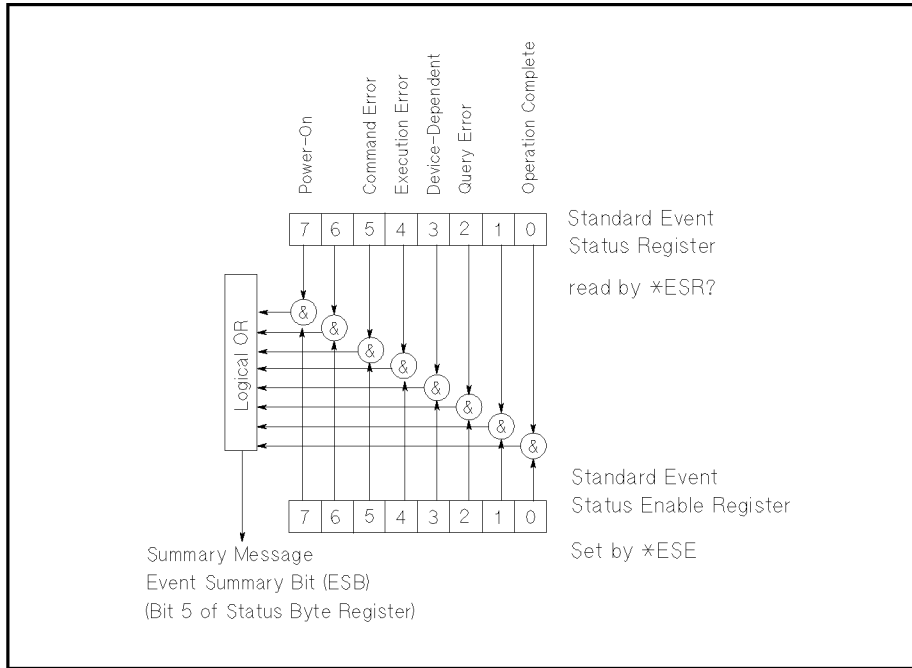 Power-On
Command Error
Execution Error
Device-Dependent
Query Error
Operation Complete
7 6 5 4 3 2 1 0
Standard Event
Status Register
read by *ESR?
Logical OR
&
&
&
&
&
&
&
&
Standard Event
Status Enable Register
7 6 5 4 3 2 1 0
Set by *ESE
Summary Message
Event Summary Bit (ESB)
(Bit 5 of Status Byte Register)